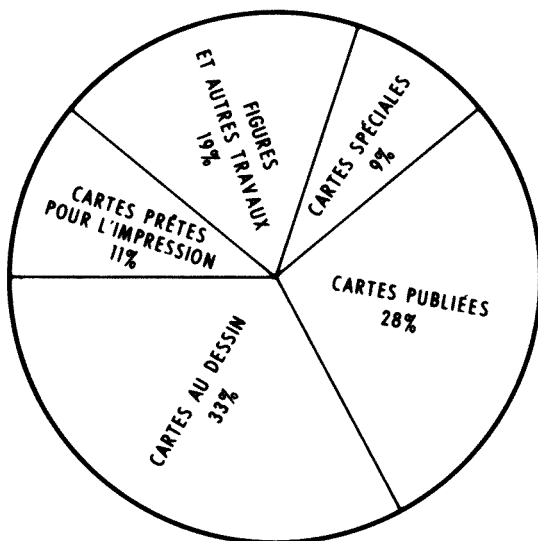 FIGURES
ET AUTRES TRAVAUX
19%
CARTES SPÉCIALES
9%
CARTES PRÊTES
POUR L'IMPRESSION
11%
CARTES PUBLIÉES
28%
CARTES AU DESSIN
33%